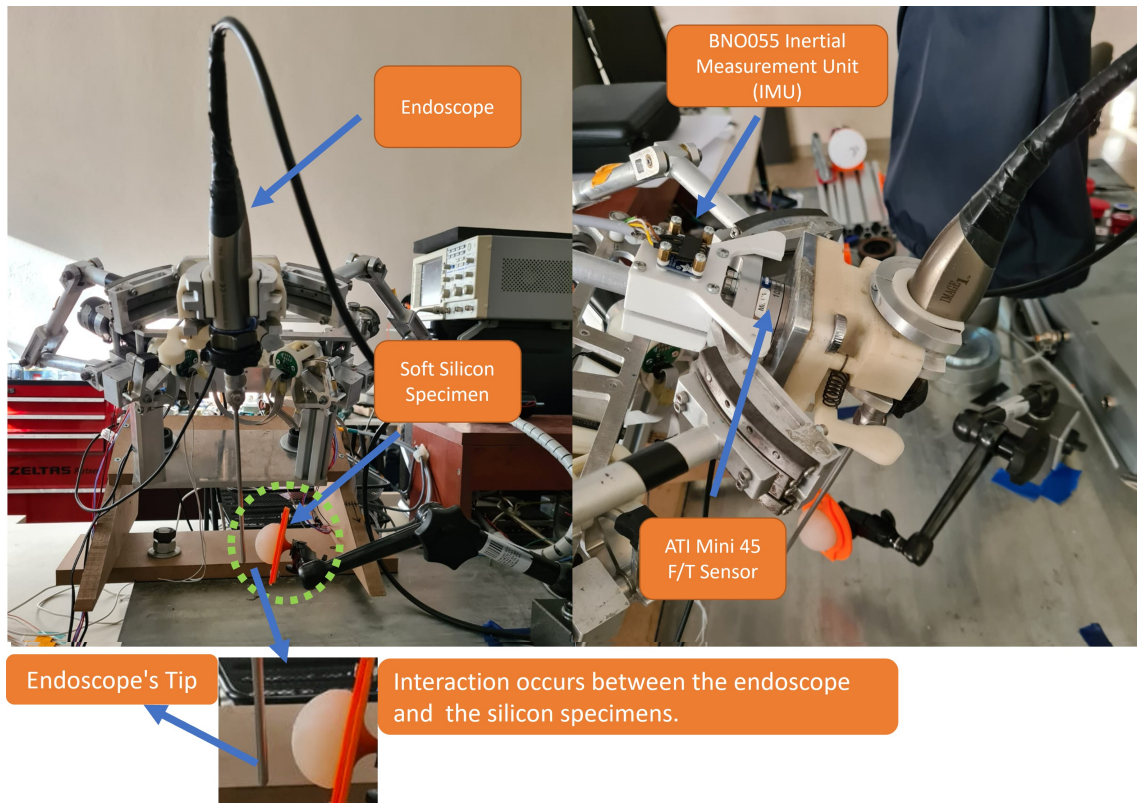 Endoscope
BNO055 Inertial
Measurement Unit
(IMU)
Soft Silicon
Specimen
ZELTAS
IMAGE1
ATI Mini 45
F/T Sensor
Endoscope's Tip
Interaction occurs between the endoscope
and the silicon specimens.